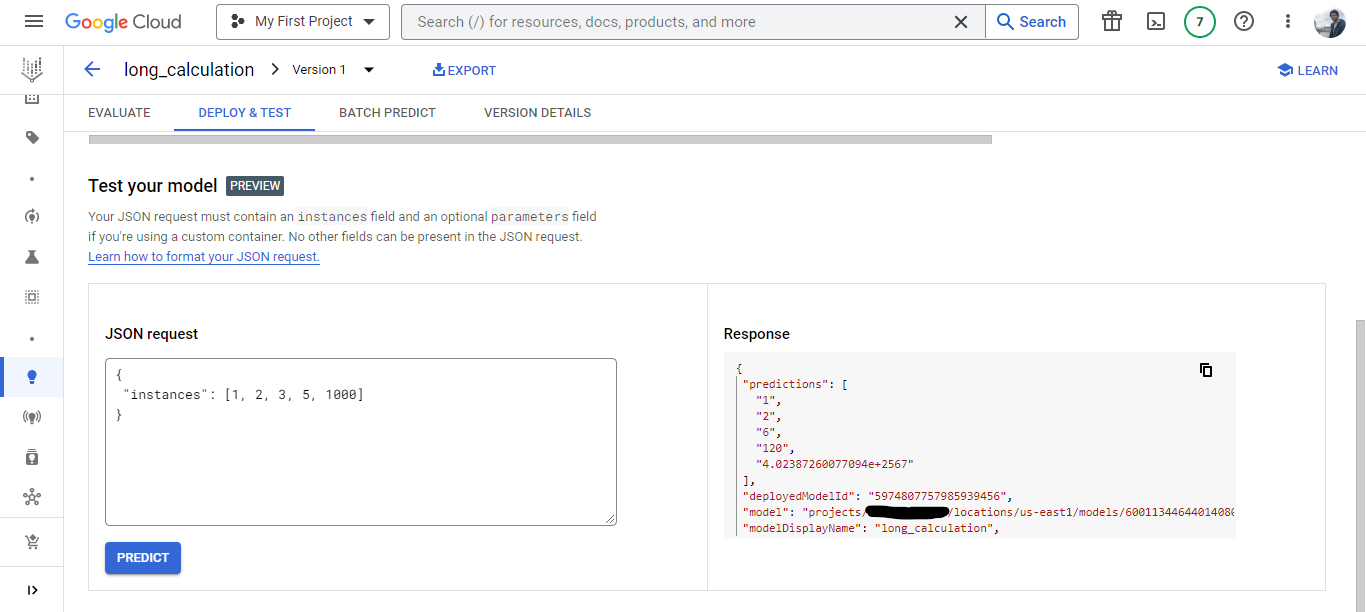 Google Cloud
My First Project
Search (/) for resources, docs, products, and more
Search
7
long_calculation
Version 1
EXPORT
LEARN
EVALUATE
DEPLOY & TEST
BATCH PREDICT
VERSION DETAILS
Test your model PREVIEW
Your JSON request must contain an instances field and an optional parameters field
if you're using a custom container. No other fields can be present in the JSON request.
Learn how to format your JSON request.
JSON request
{
"instances": [1, 2, 3, 5, 1000]
}
PREDICT
Response
{
"predictions": [
"1",
"2",
"6",
"120",
"4.02387260077094e+2567"
],
"deployedModelId": "5974807757985939456",
"model": "projects/ /locations/us-east1/models/6001134464401408
"modelDisplayName": "long_calculation",